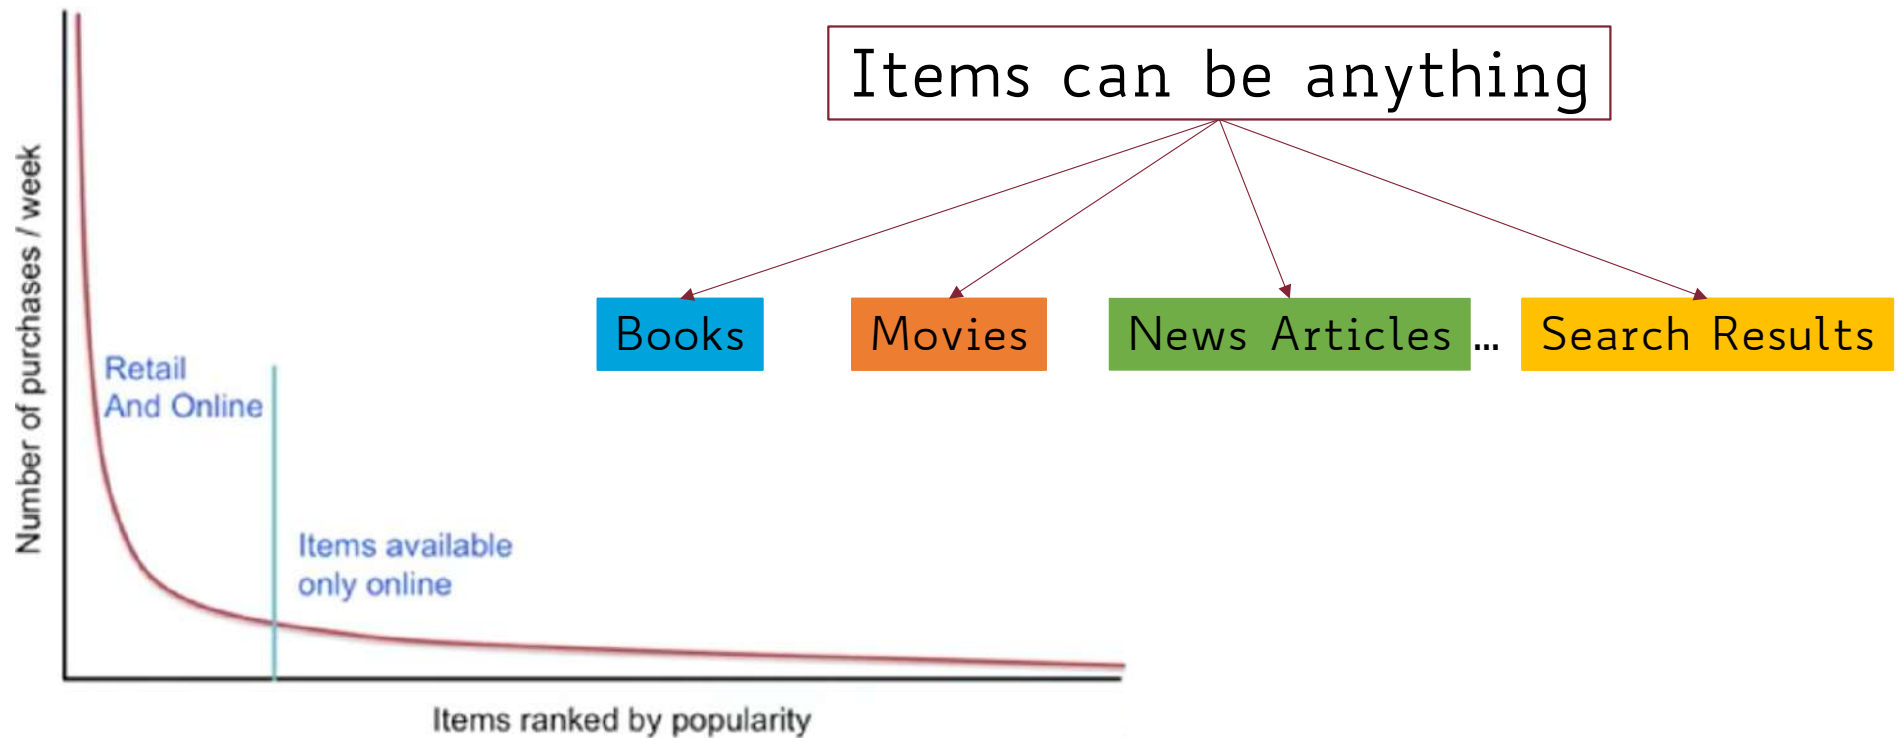 Items can be anything
Books
Movies
News Articles
...
Search Results
Number of purchases / week
Retail
And Online
Items available
only online
Items ranked by popularity